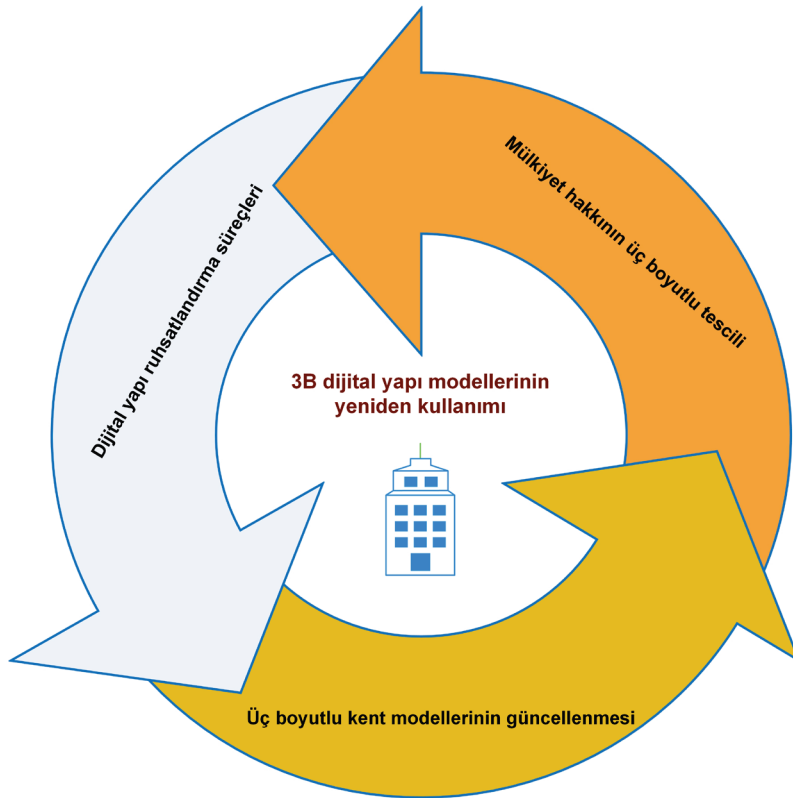 Mülkiyet hakkının üç boyutlu tescili
Dijital yapı ruhsatlandırma süreçleri
3B dijital yapı modellerinin
yeniden kullanımı
Üç boyutlu kent modellerinin güncellenmesi